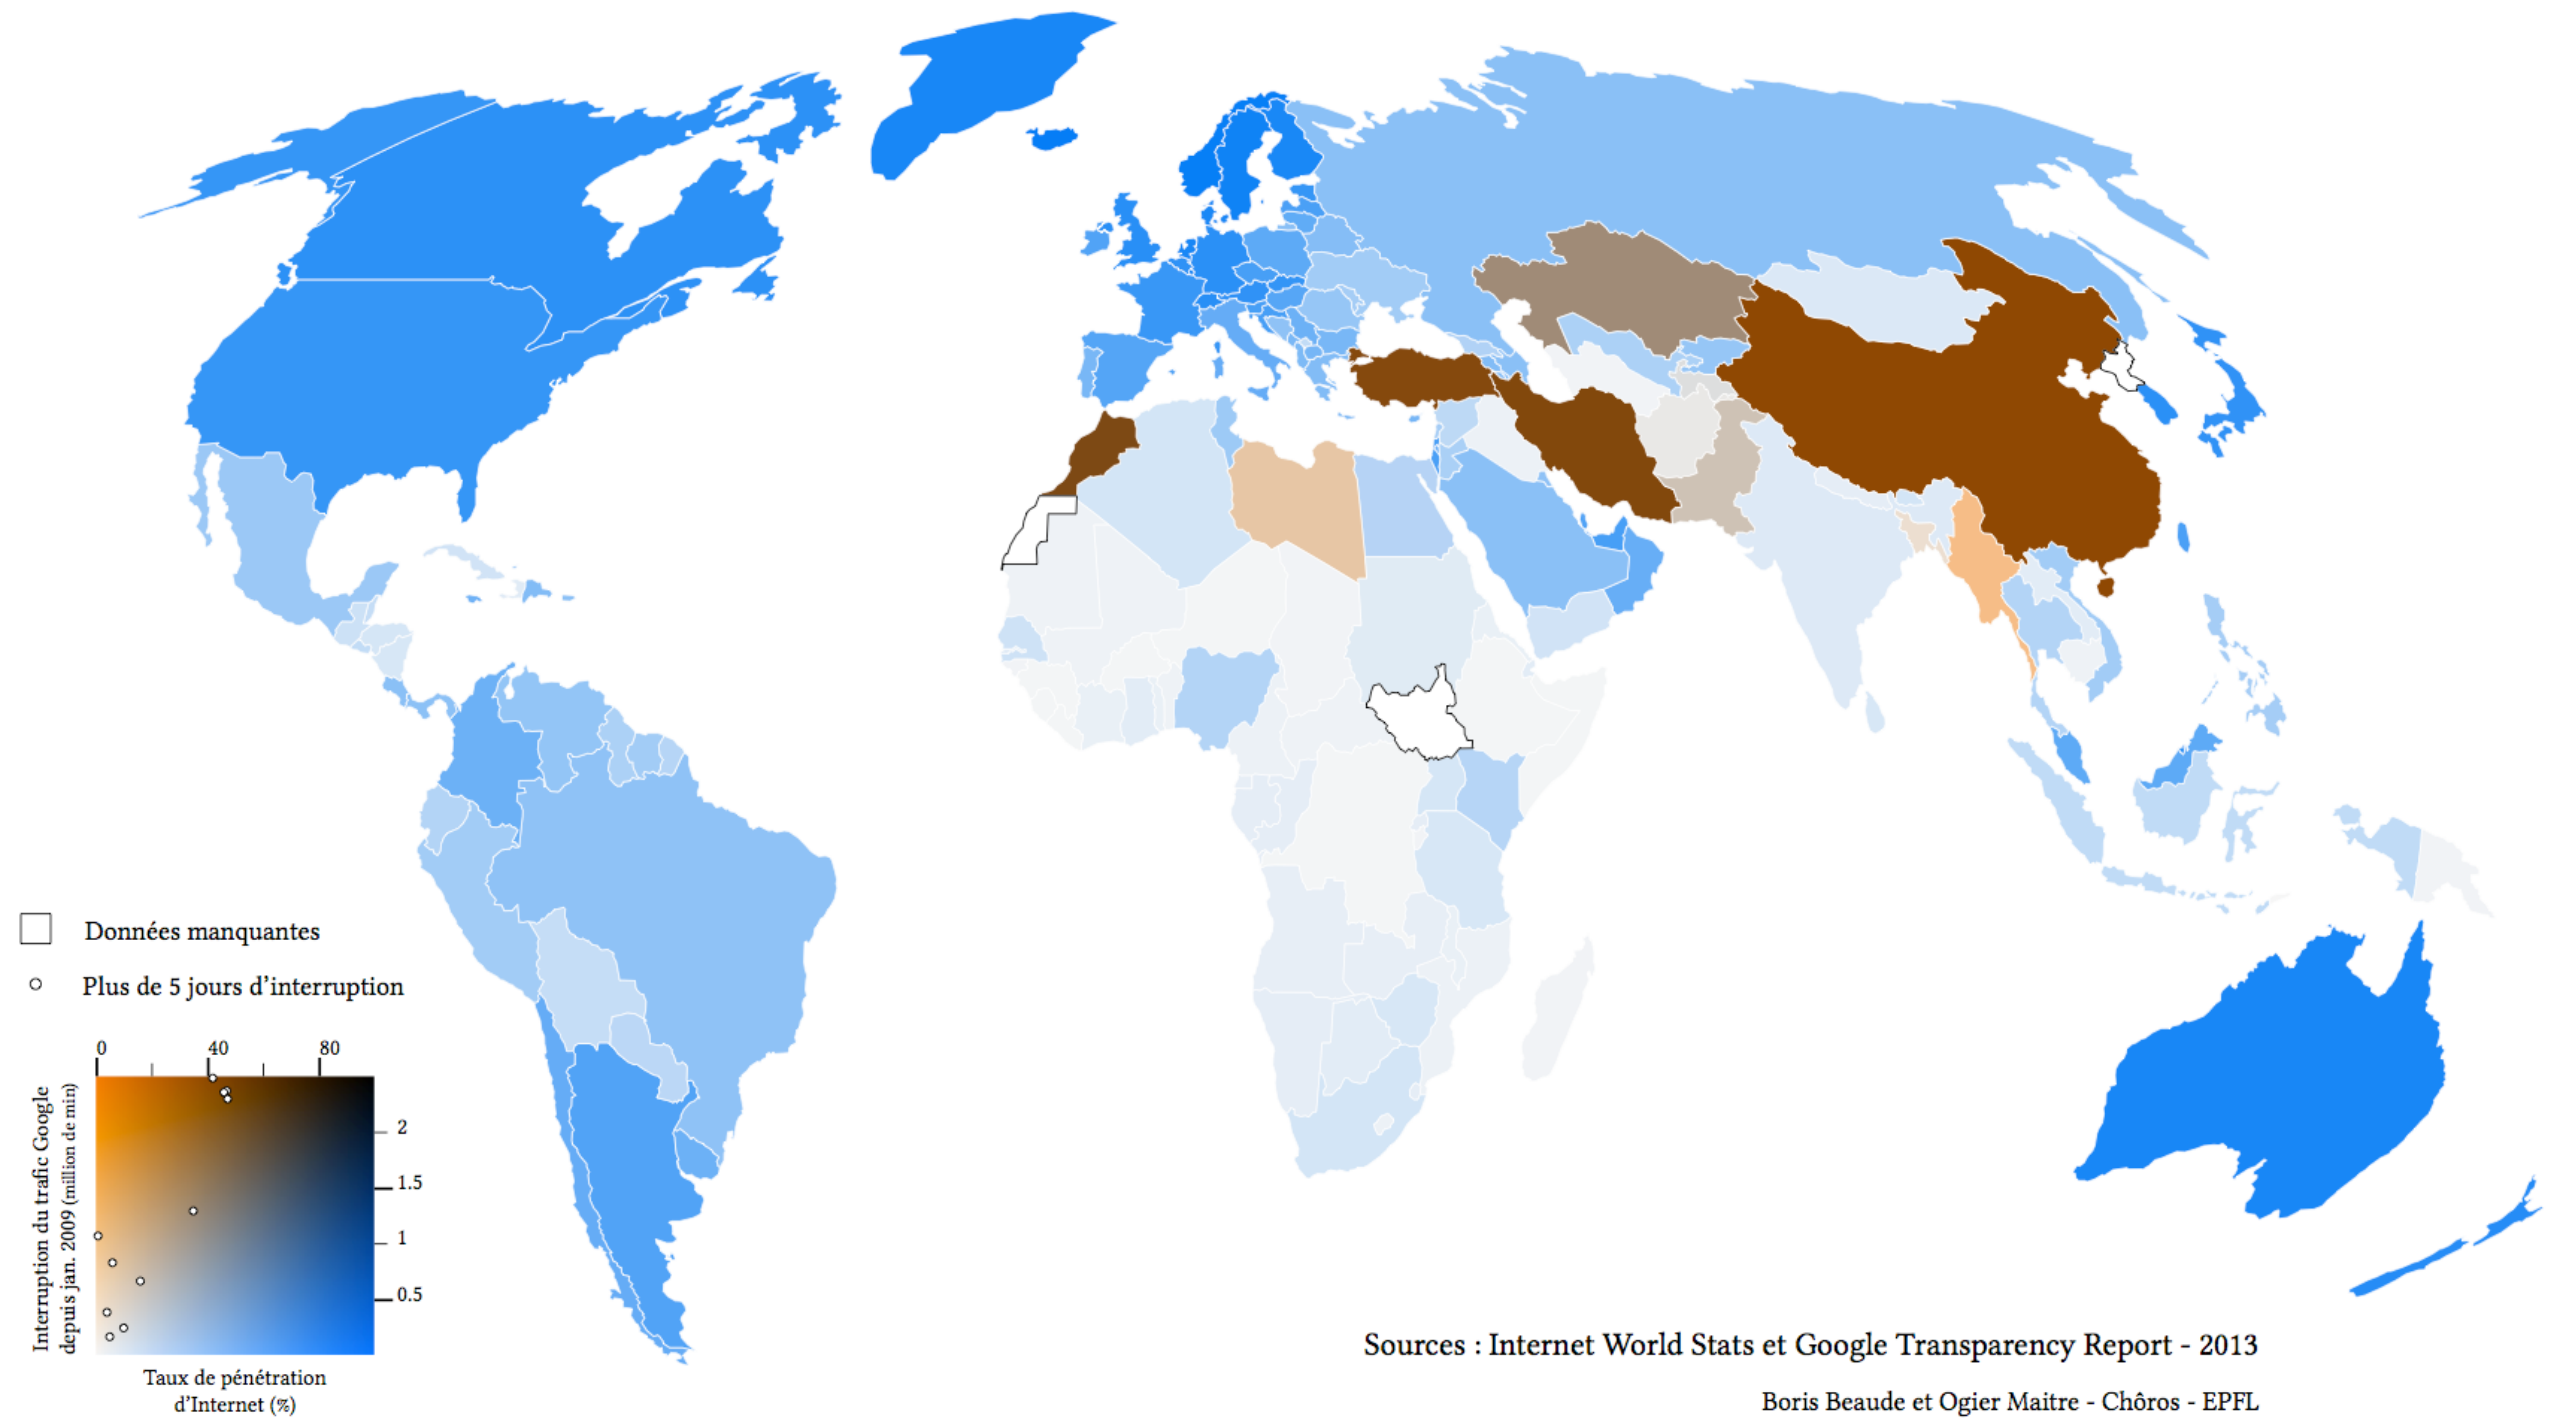 Données manquantes
Plus de 5 jours d'interruption
0 40 80
Interruption du trafic Google
depuis jan. 2009 (million de min)
2
1.5
1
0.5
Taux de pénétration
d'Internet (%)
Sources : Internet World Stats et Google Transparency Report - 2013
Boris Beaude et Ogier Maitre - Chôros - EPFL